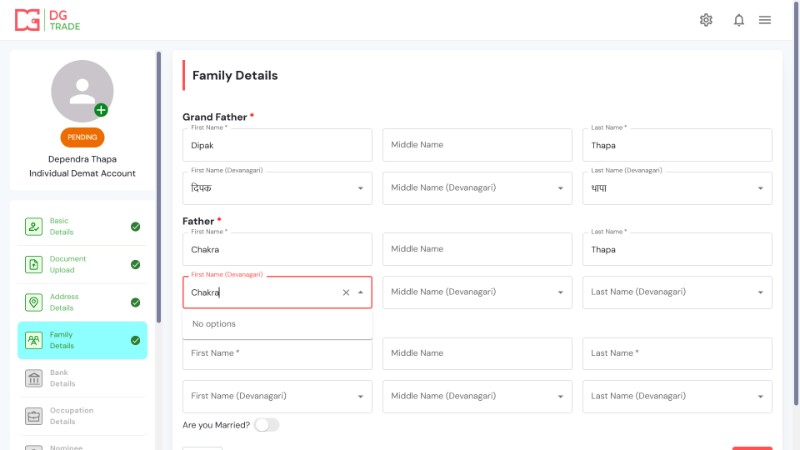 DG
TRADE
PENDING
Dependra Thapa
Individual Demat Account
Basic
Details
Document
Upload
Address
Details
Family
Details
Bank
Details
Occupation
Details
Nominee
Family Details
Grand Father *
First Name *
Dipak
Middle Name
Last Name *
Thapa
First Name (Devanagari)
दिपक
Middle Name (Devanagari)
Last Name (Devanagari)
थापा
Father *
First Name *
Chakra
Middle Name
Last Name *
Thapa
First Name (Devanagari)
Chakra
Middle Name (Devanagari)
Last Name (Devanagari)
No options
First Name *
Middle Name
Last Name *
First Name (Devanagari)
Middle Name (Devanagari)
Last Name (Devanagari)
Are you Married?